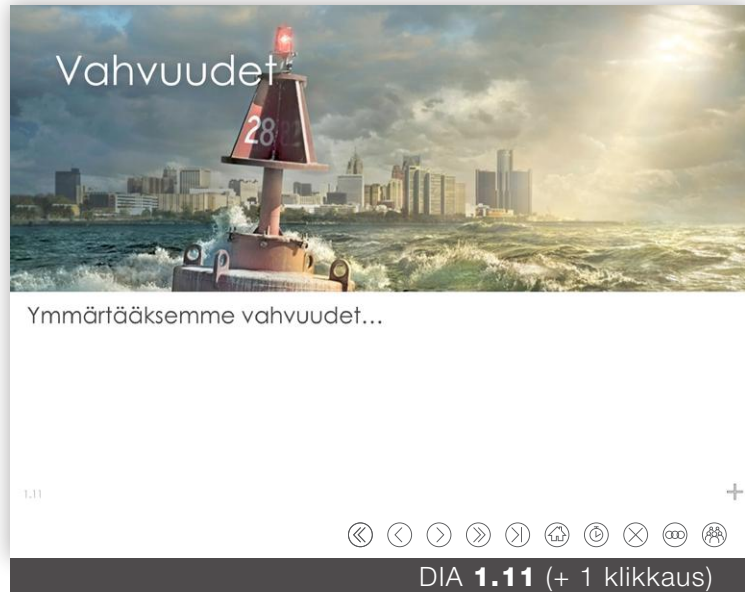 Vahvuudet
28
Ymmärtääksemme vahvuudet…
1.11
DIA 1.11 (+ 1 klikkaus)